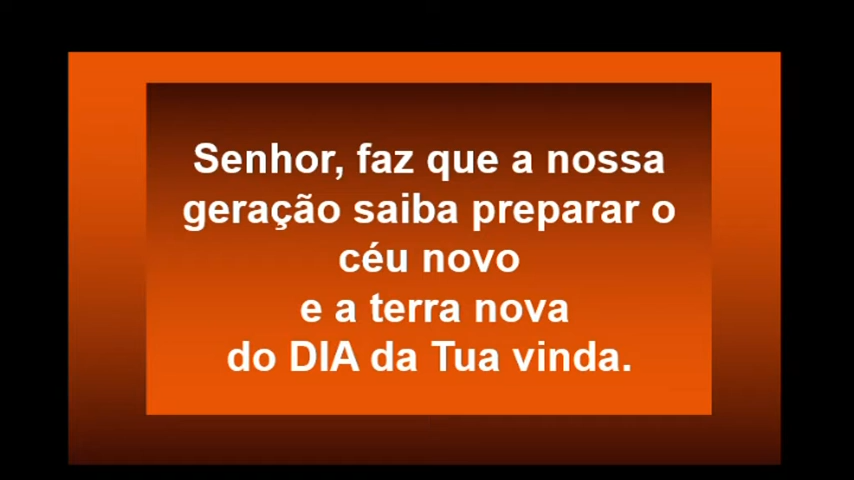 Senhor, faz que a nossa
geração saiba preparar o
céu novo
e a terra nova
do DIA da Tua vinda.